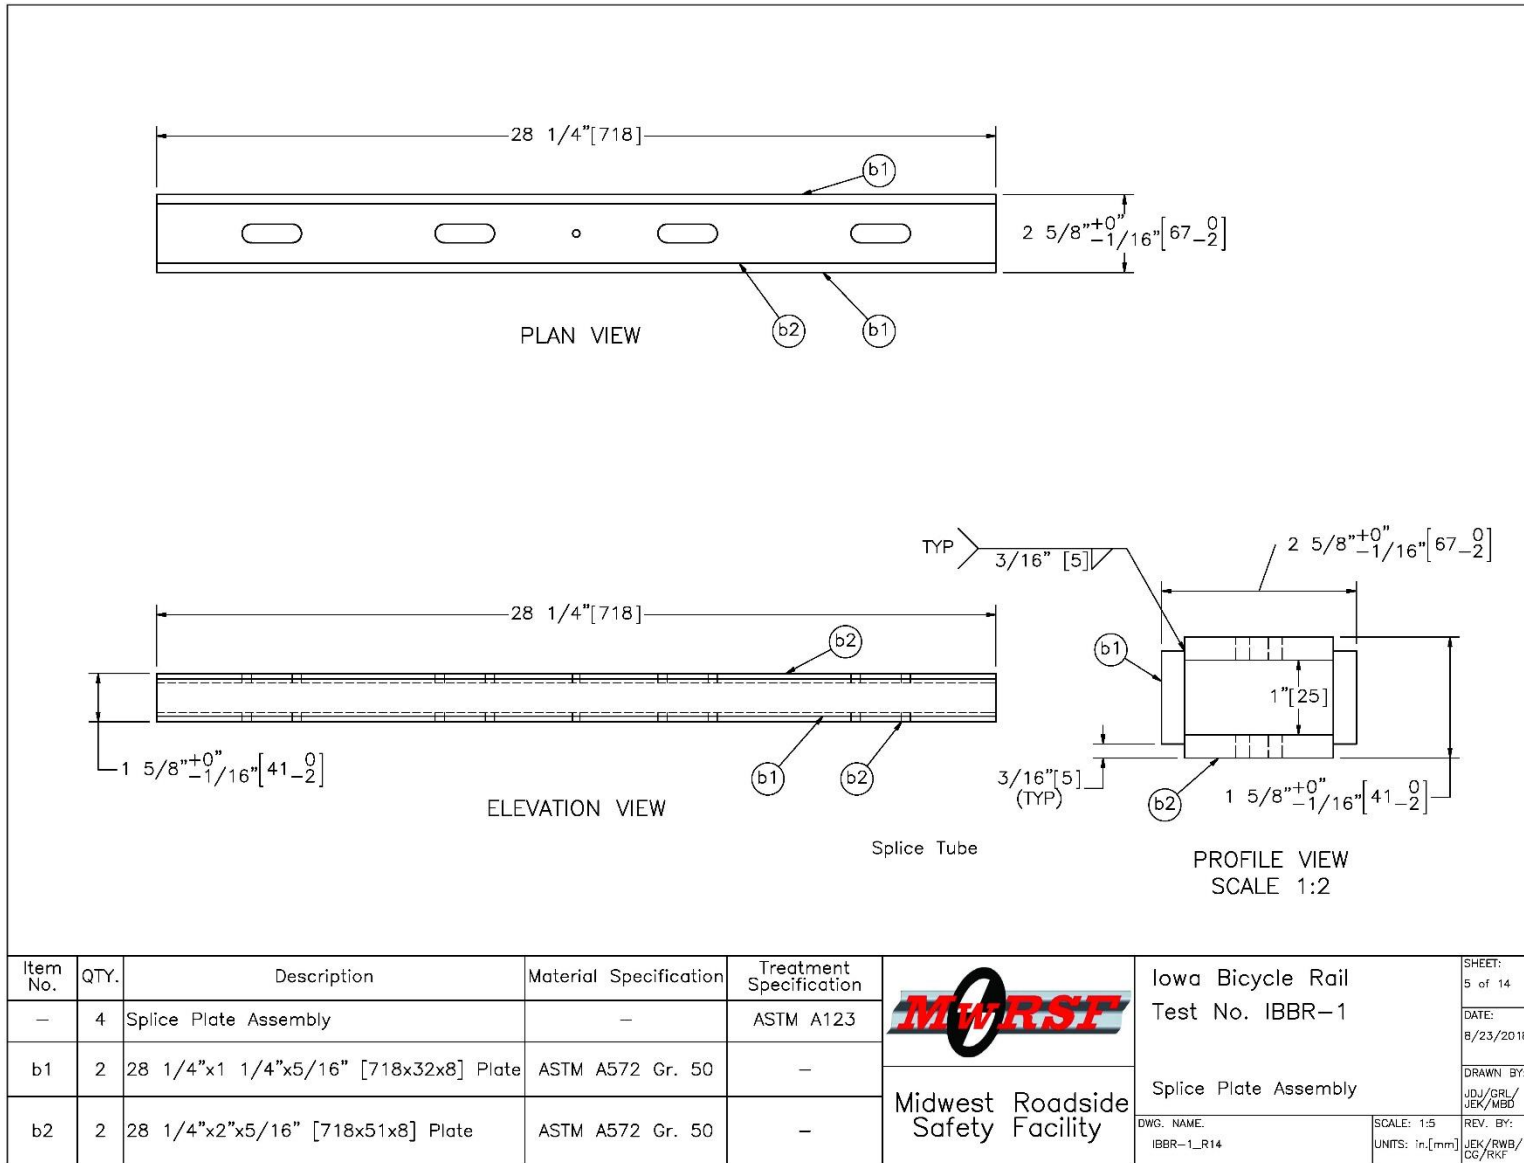 28 1/4"[718]
b1
2 5/8"+0" -1/16"[67 0 -2]
b2
b1
PLAN VIEW
TYP
3/16" [5]
2 5/8"+0" -1/16"[67 0 -2]
28 1/4"[718]
b2
b1
1"[25]
1 5/8"+0" -1/16"[41 0 -2]
b1
b2
3/16"[5]
(TYP)
b2
1 5/8"+0" -1/16"[41 0 -2]
ELEVATION VIEW
Splice Tube
PROFILE VIEW
SCALE 1:2
Item No. QTY. Description Material Specification Treatment Specification
– 4 Splice Plate Assembly – ASTM A123
b1 2 28 1/4"x1 1/4"x5/16" [718x32x8] Plate ASTM A572 Gr. 50 –
b2 2 28 1/4"x2"x5/16" [718x51x8] Plate ASTM A572 Gr. 50 –
MWRSF
Midwest Roadside
Safety Facility
Iowa Bicycle Rail
Test No. IBBR–1
Splice Plate Assembly
DWG. NAME.
IBBR–1_R14
SCALE: 1:5
UNITS: in.[mm]
SHEET:
5 of 14
DATE:
8/23/2018
DRAWN BY:
JDJ/GRL/
JEK/MBD
REV. BY:
JEK/RWB/
CG/RKF